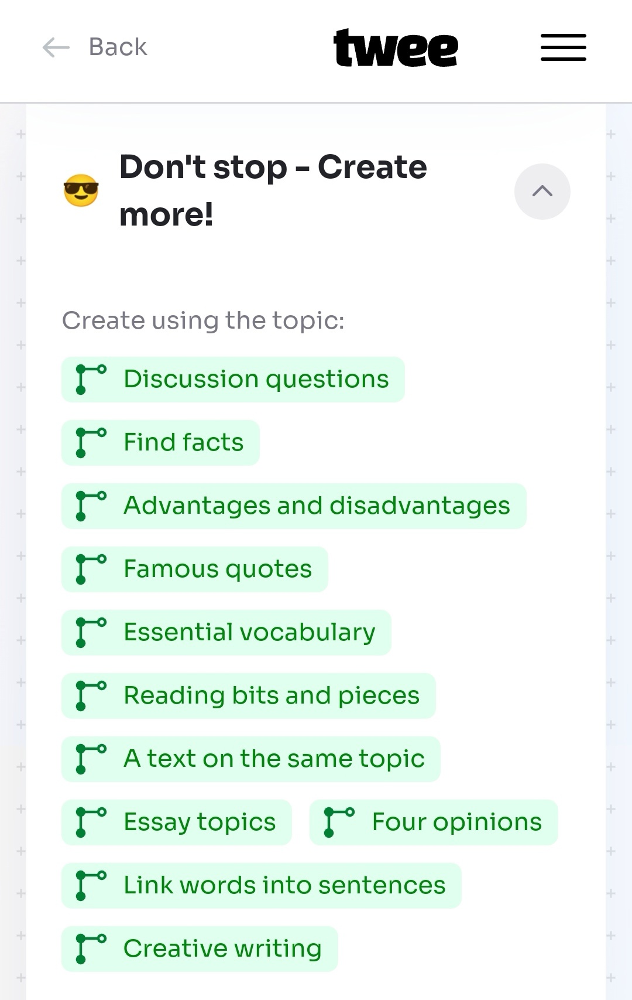 Back
twee
Don't stop - Create
more!
Create using the topic:
Discussion questions
Find facts
Advantages and disadvantages
Famous quotes
Essential vocabulary
Reading bits and pieces
A text on the same topic
Essay topics
Four opinions
Link words into sentences
Creative writing